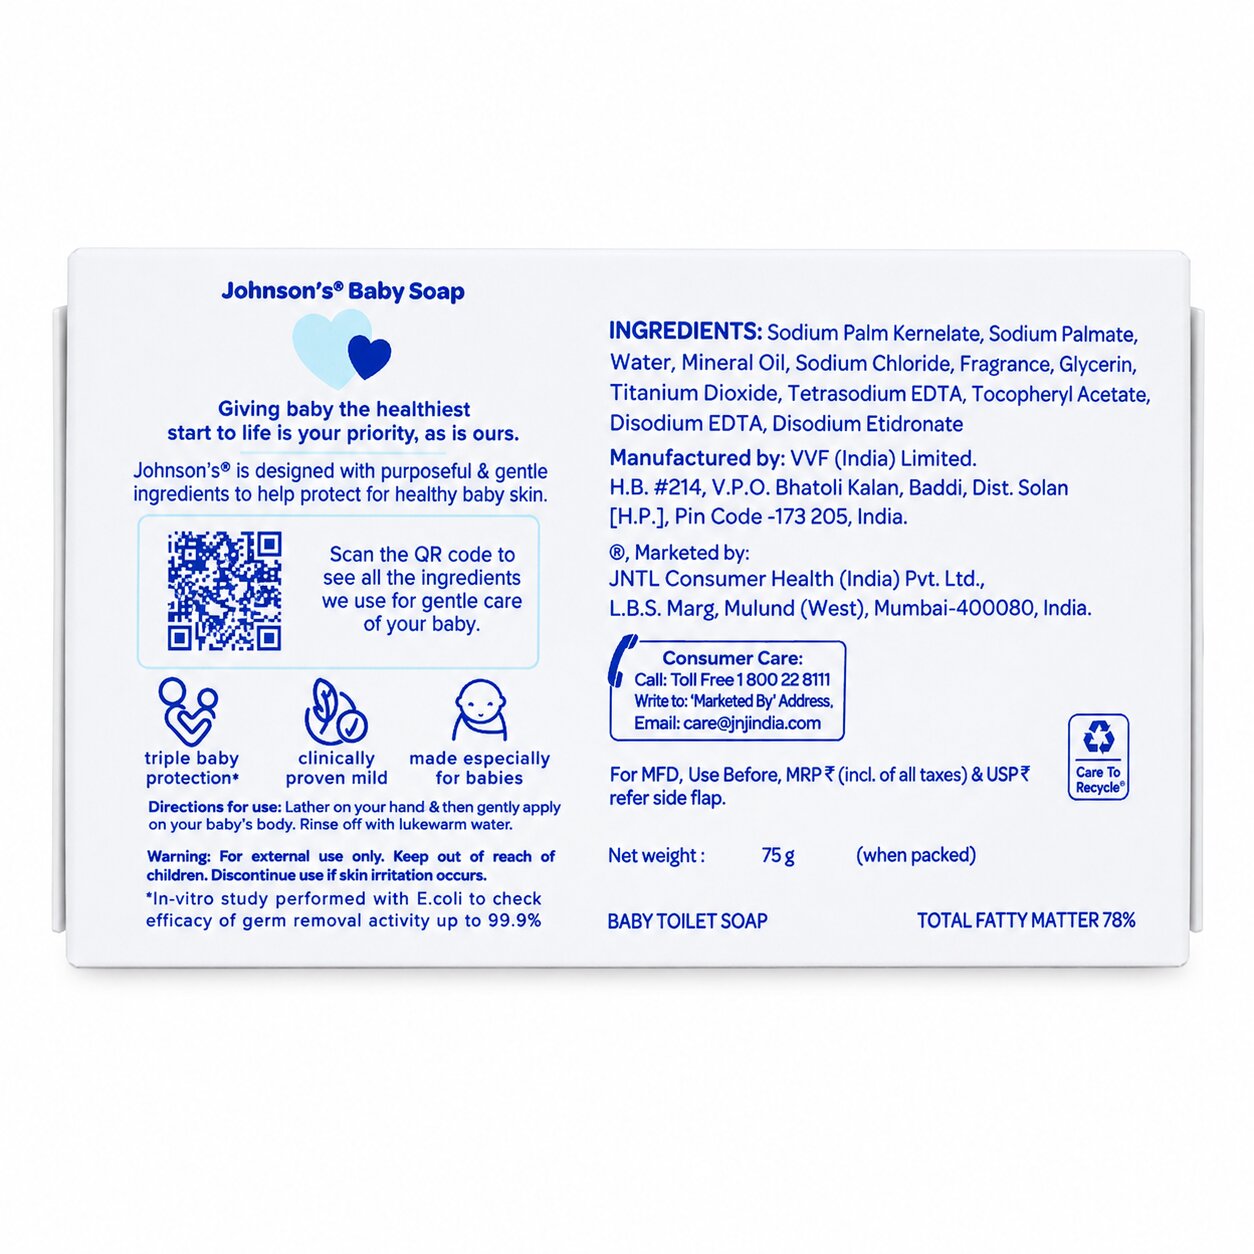 Johnson's® Baby Soap
Giving baby the healthiest
start to life is your priority, as is ours.
Johnson's® is designed with purposeful & gentle
ingredients to help protect for healthy baby skin.
Scan the QR code to
see all the ingredients
we use for gentle care
of your baby.
triple baby
protection*
clinically
proven mild
made especially
for babies
Directions for use: Lather on your hand & then gently apply
on your baby's body. Rinse off with lukewarm water.
Warning: For external use only. Keep out of reach of
children. Discontinue use if skin irritation occurs.
*In-vitro study performed with E.coli to check
efficacy of germ removal activity up to 99.9%
INGREDIENTS: Sodium Palm Kernelate, Sodium Palmate,
Water, Mineral Oil, Sodium Chloride, Fragrance, Glycerin,
Titanium Dioxide, Tetrasodium EDTA, Tocopheryl Acetate,
Disodium EDTA, Disodium Etidronate
Manufactured by: VVF (India) Limited.
H.B. #214, V.P.O. Bhatoli Kalan, Baddi, Dist. Solan
[H.P.], Pin Code -173 205, India.
®, Marketed by:
JNTL Consumer Health (India) Pvt. Ltd.,
L.B.S. Marg, Mulund (West), Mumbai-400080, India.
Consumer Care:
Call: Toll Free 1 800 22 8111
Write to: 'Marketed By' Address,
Email: care@jnjindia.com
Care To
Recycle®
For MFD, Use Before, MRP ₹ (incl. of all taxes) & USP ₹
refer side flap.
Net weight : 75 g (when packed)
BABY TOILET SOAP TOTAL FATTY MATTER 78%